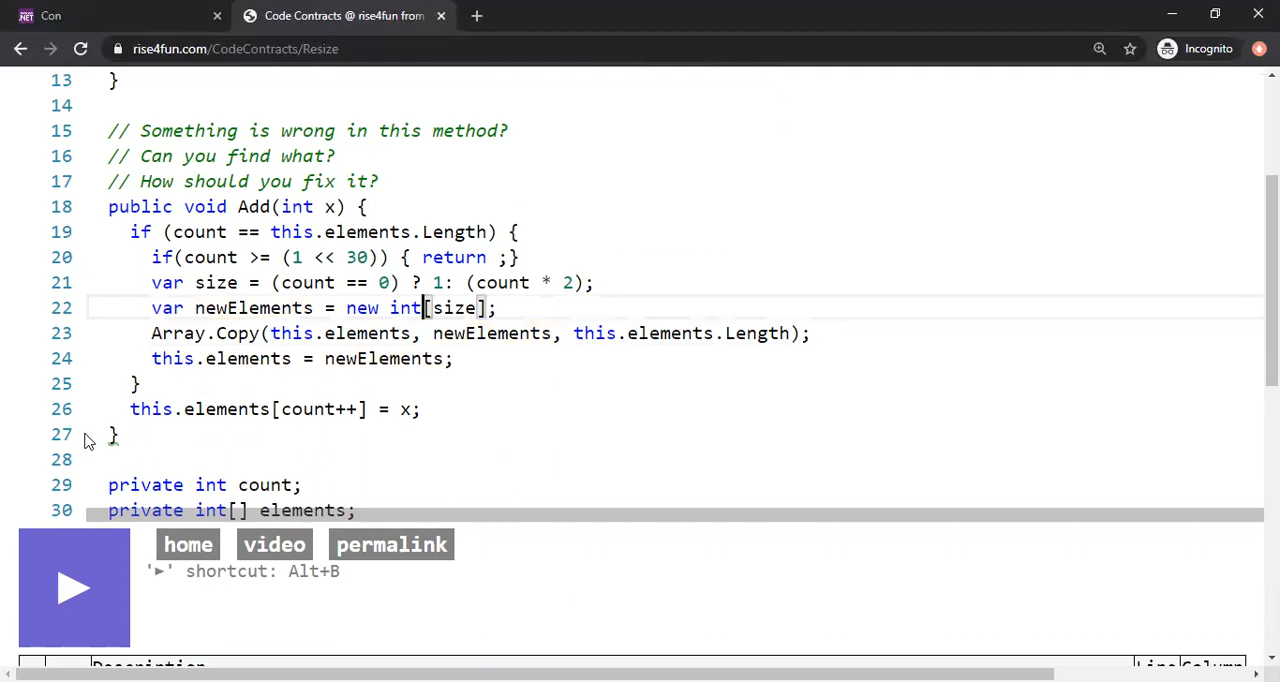 Con
Code Contracts @ rise4fun from
rise4fun.com/CodeContracts/Resize
Incognito
13 }
14
15 // Something is wrong in this method?
16 // Can you find what?
17 // How should you fix it?
18 public void Add(int x) {
19 if (count == this.elements.Length) {
20 if(count >= (1 << 30)) { return ;}
21 var size = (count == 0) ? 1: (count * 2);
22 var newElements = new int[size];
23 Array.Copy(this.elements, newElements, this.elements.Length);
24 this.elements = newElements;
25 }
26 this.elements[count++] = x;
27 }
28
29 private int count;
30 private int[] elements;
home video permalink
'►' shortcut: Alt+B
Description Line Column